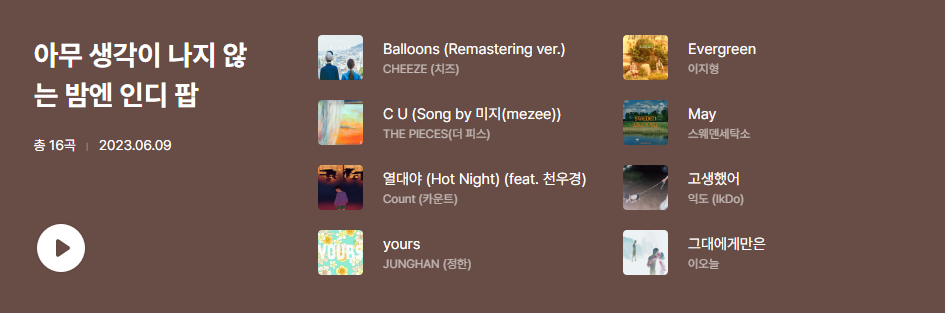 아무 생각이 나지 않
는 밤엔 인디 팝
총 16곡 | 2023.06.09
Balloons (Remastering ver.)
CHEEZE (치즈)
C U (Song by 미지(mezee))
THE PIECES(더 피스)
열대야 (Hot Night) (feat. 천우경)
Count (카운트)
yours
JUNGHAN (정한)
YOURS
Evergreen
이지형
May
스웨덴세탁소
SWEDEN
고생했어
익도 (IkDo)
그대에게만은
이오늘